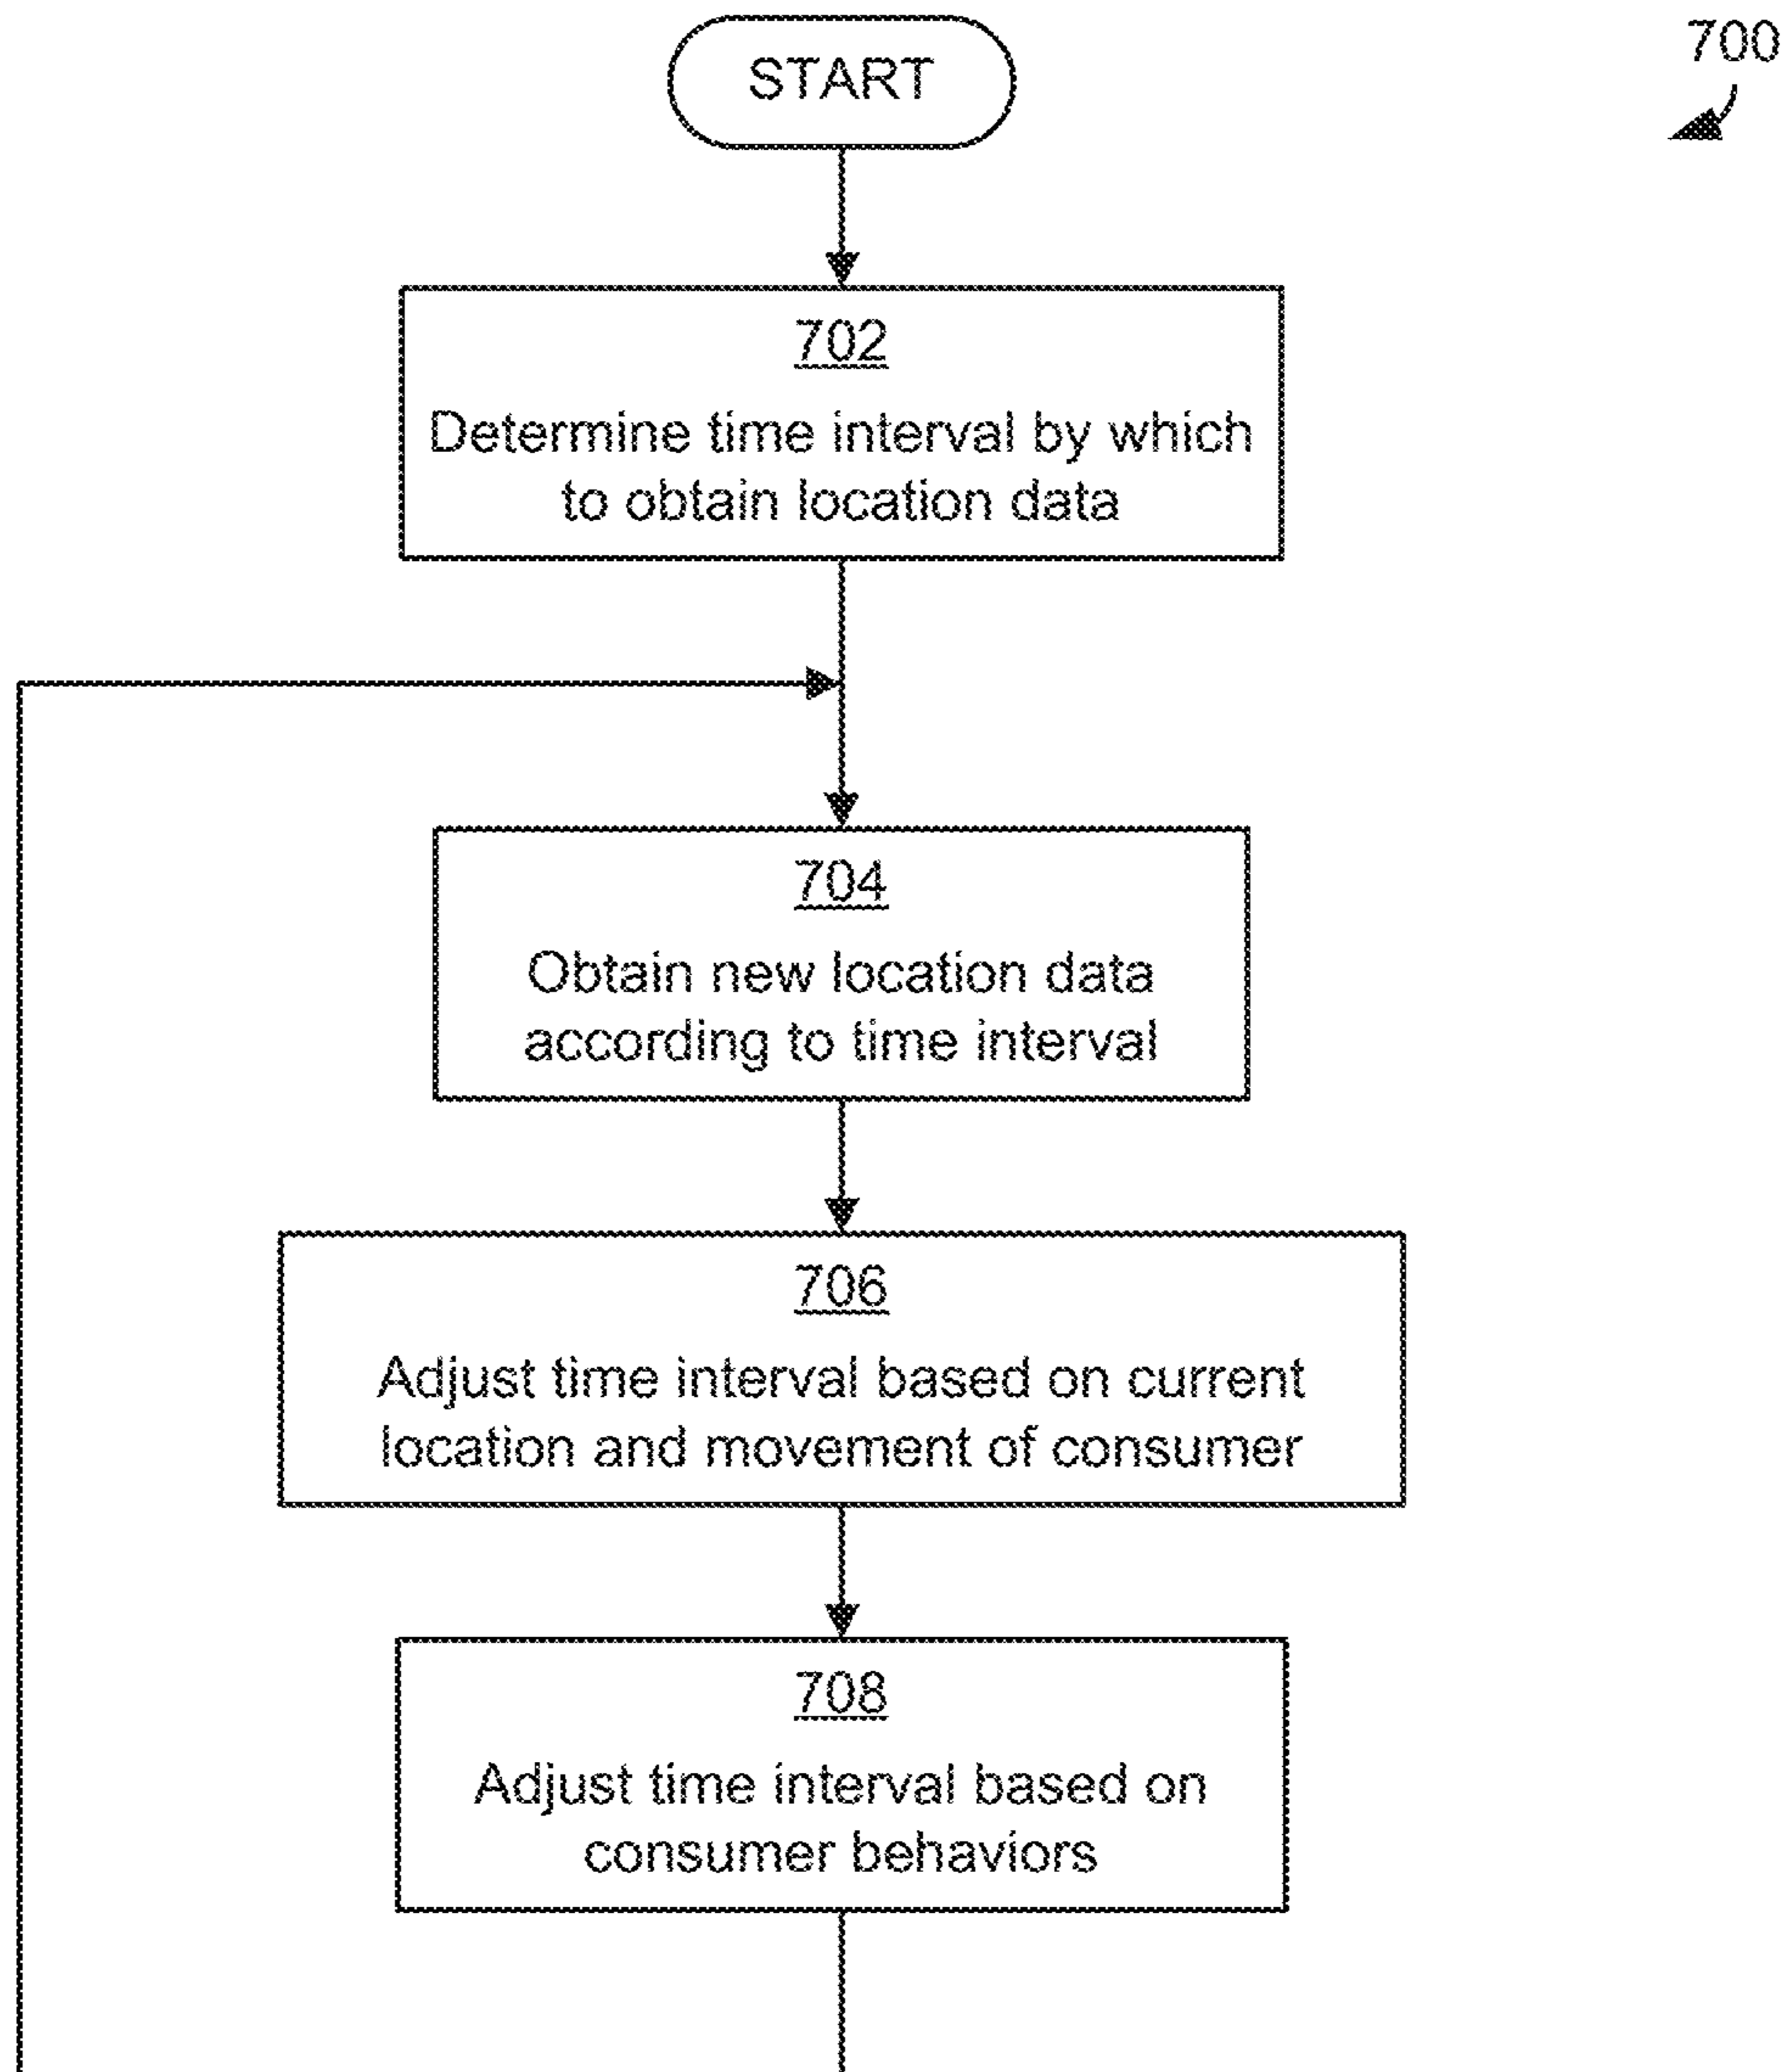 START
700
702
Determine time interval by which
to obtain location data
704
Obtain new location data
according to time interval
706
Adjust time interval based on current
location and movement of consumer
708
Adjust time interval based on
consumer behaviors